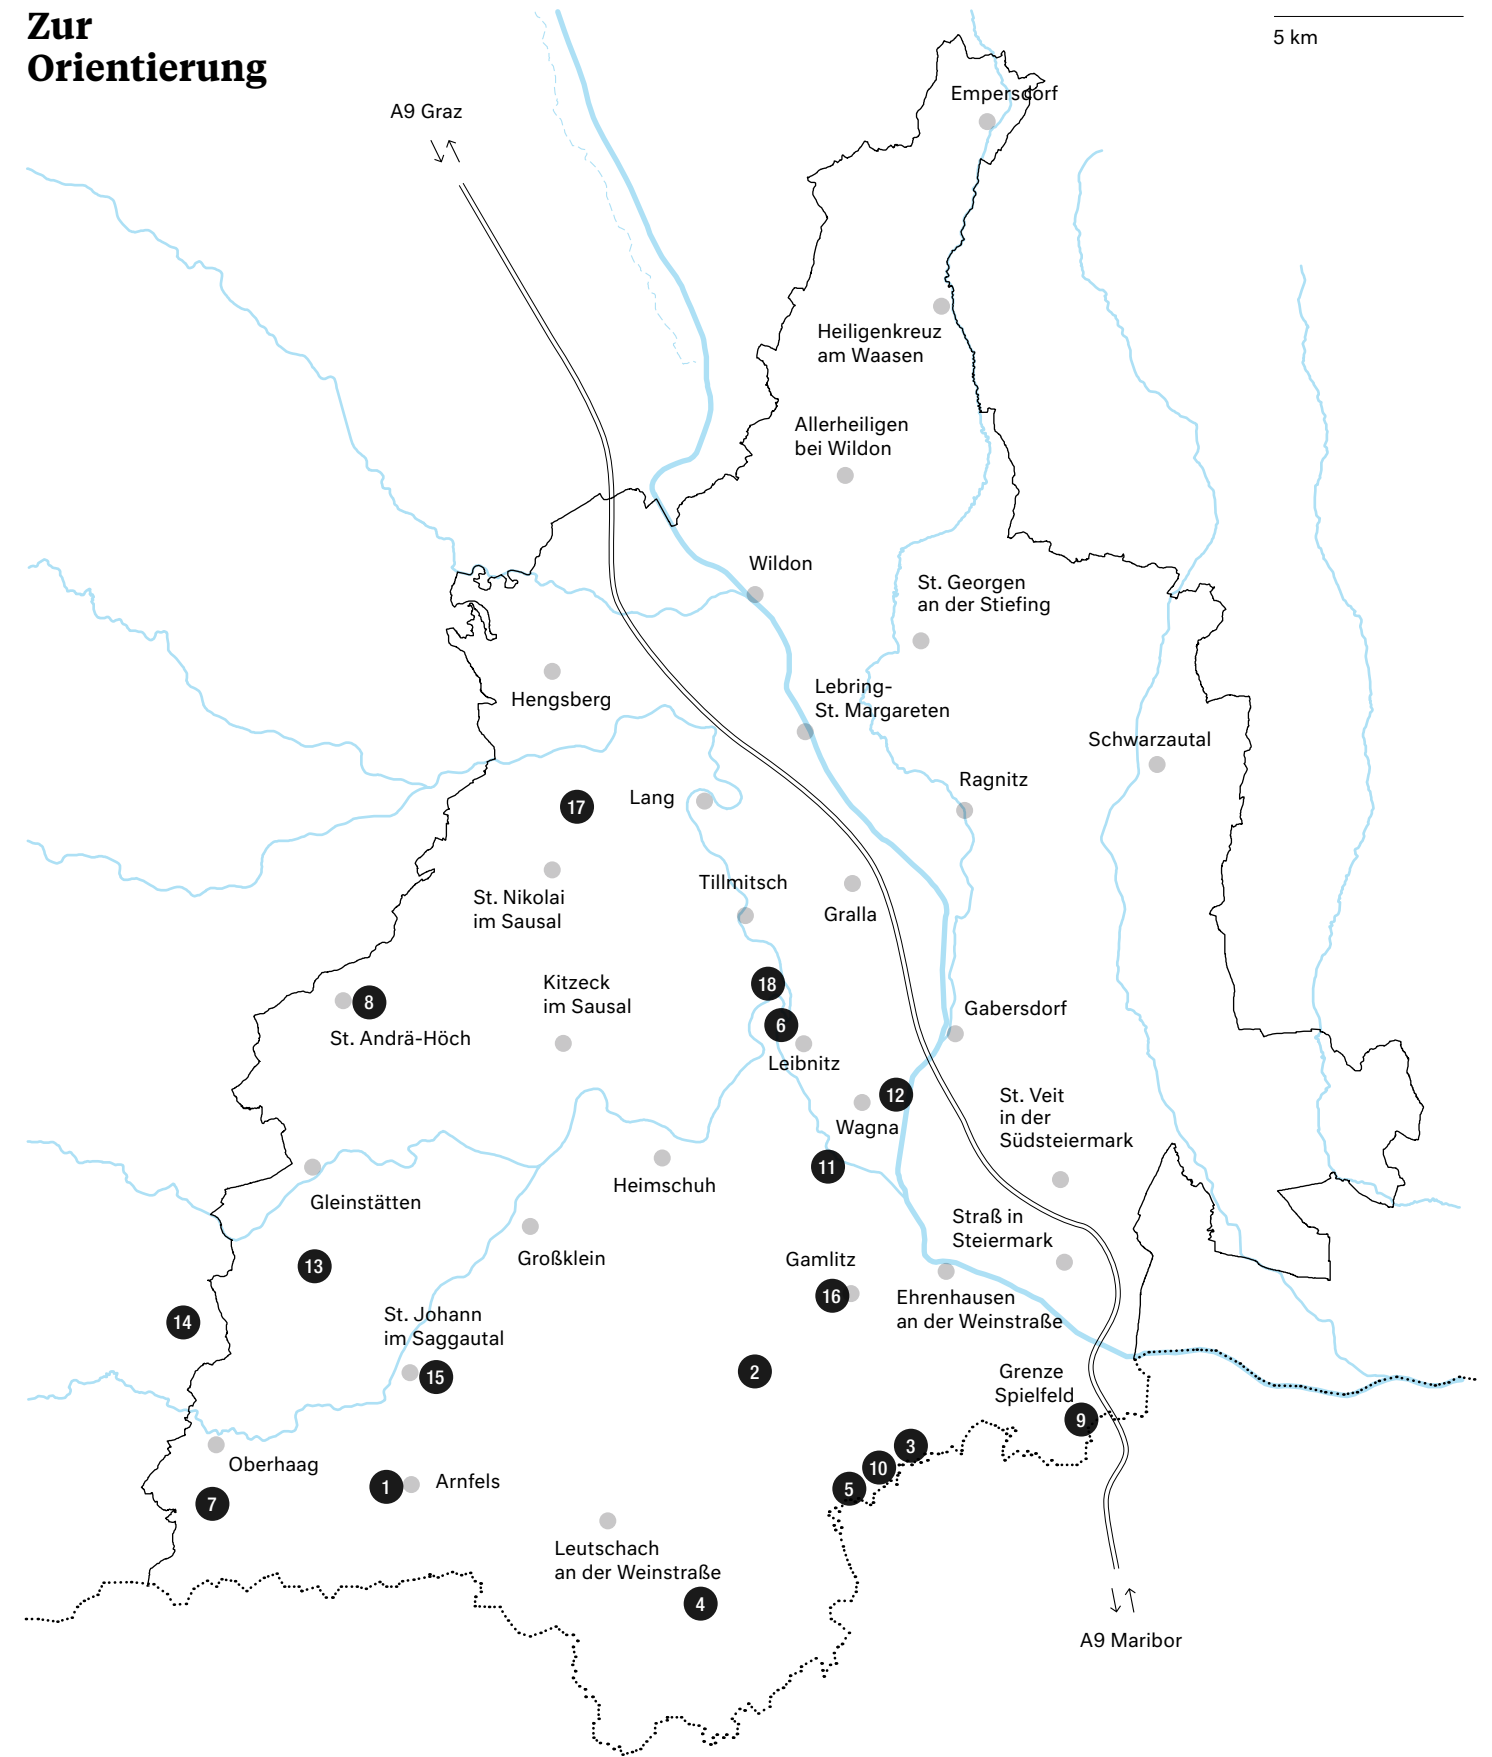 Zur
Orientierung
5 km
A9 Graz
Empersdorf
Heiligenkreuz
am Waasen
Allerheiligen
bei Wildon
Wildon
St. Georgen
an der Stiefing
Hengsberg
Lebring-
St. Margareten
Schwarzautal
Ragnitz
Lang
17
Tillmitsch
St. Nikolai
im Sausal
Gralla
Kitzeck
im Sausal
18
8
St. Andrä-Höch
6
Gabersdorf
Leibnitz
12
St. Veit
in der
Südsteiermark
Wagna
11
Heimschuh
Gleinstätten
Straß in
Steiermark
Großklein
Gamlitz
13
16
Ehrenhausen
an der Weinstraße
14
St. Johann
im Saggautal
15
2
Grenze
Spielfeld
9
3
10
5
Oberhaag
7
1
Arnfels
Leutschach
an der Weinstraße
4
A9 Maribor